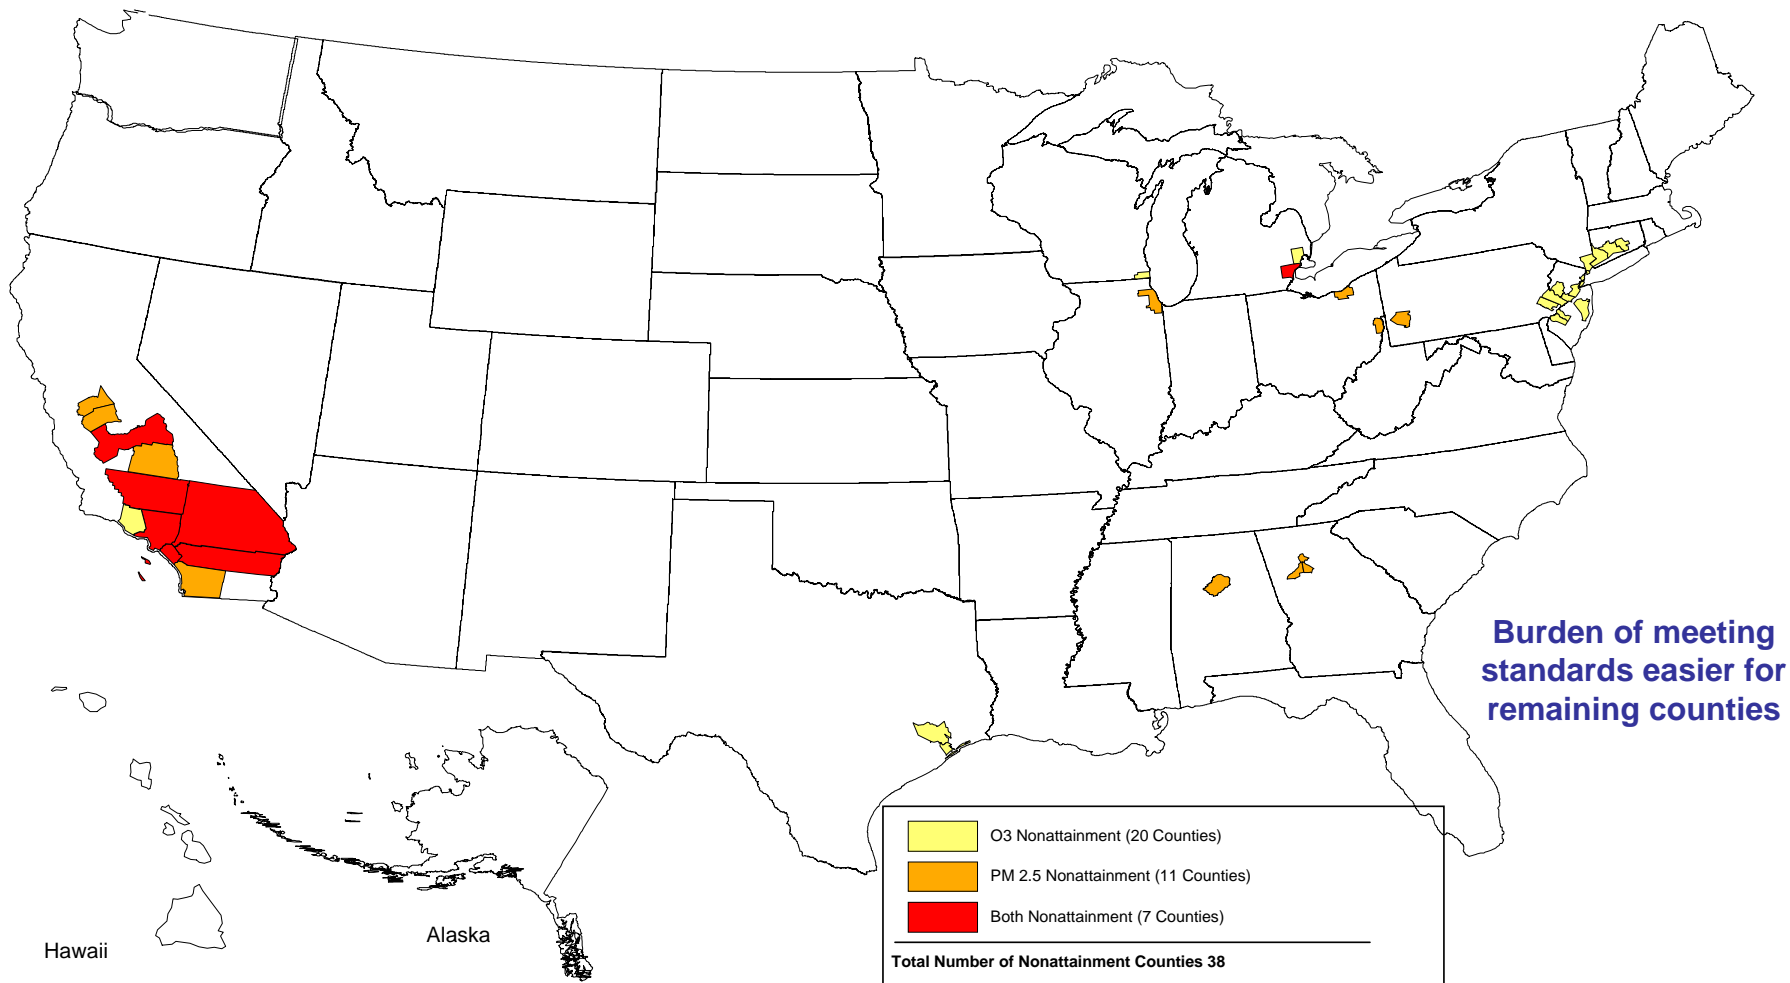 Burden of meeting
standards easier for
remaining counties
O3 Nonattainment (20 Counties)
PM 2.5 Nonattainment (11 Counties)
Both Nonattainment (7 Counties)
Total Number of Nonattainment Counties 38
Hawaii
Alaska